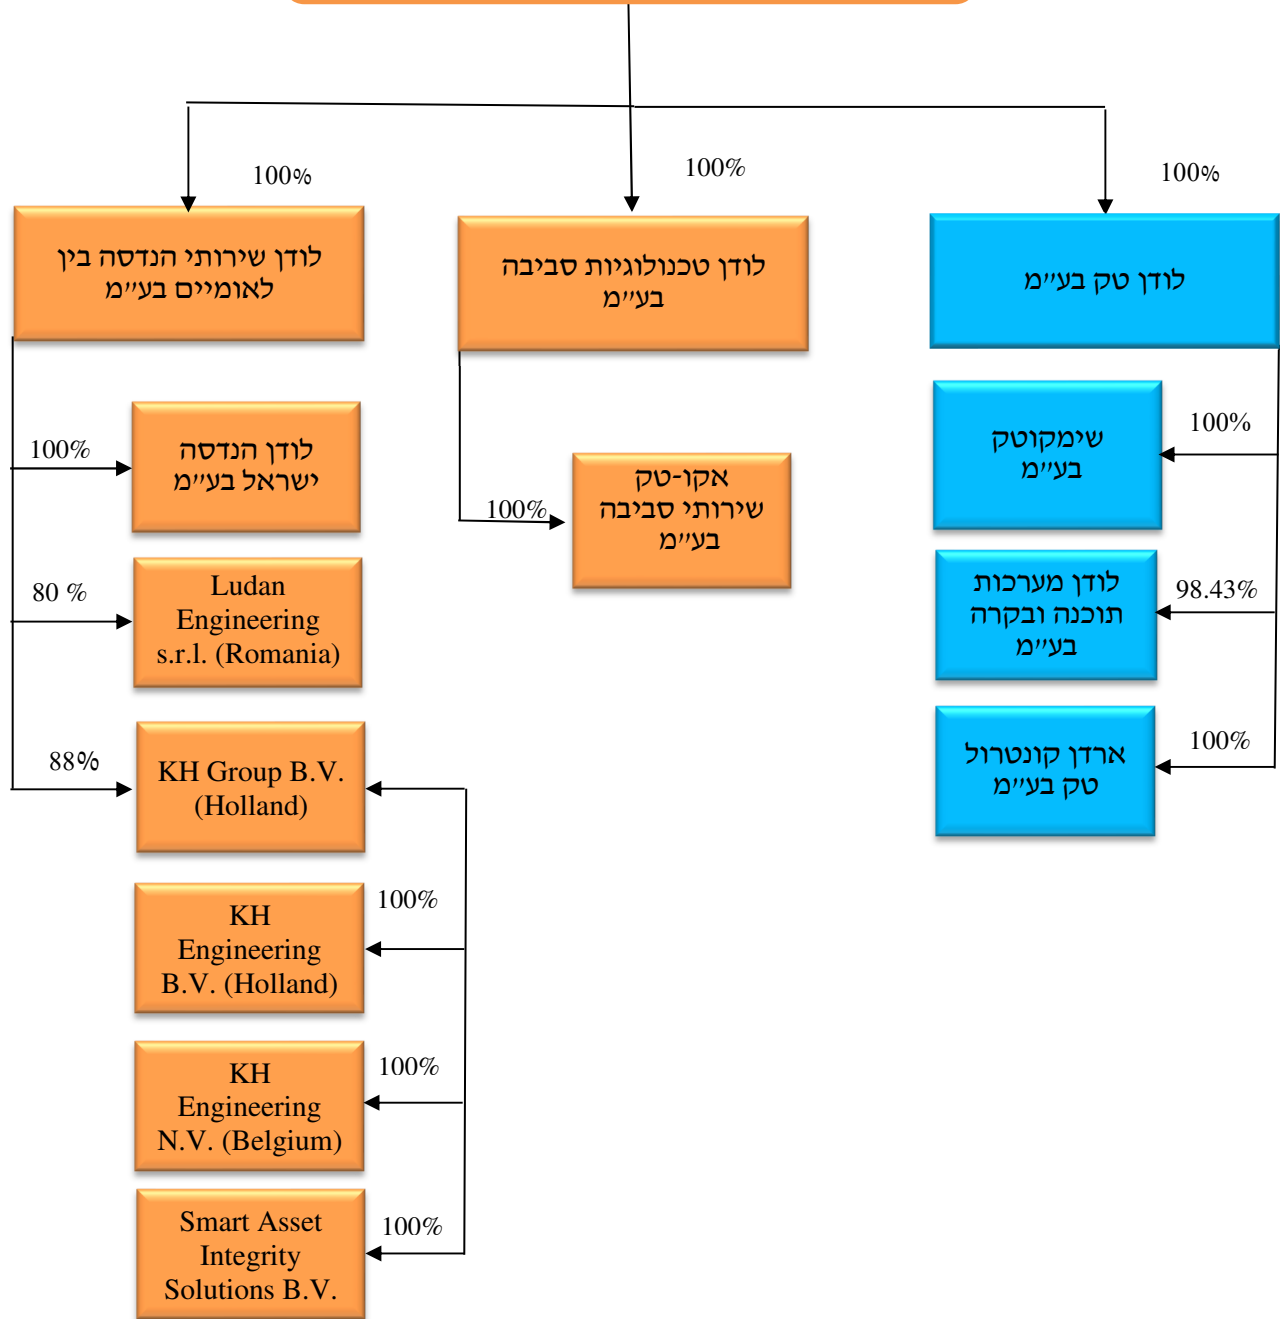 100%
100%
100%
לודן שירותי הנדסה בין
לאומיים בע״מ
לודן טכנולוגיות סביבה
בע״מ
לודן טק בע״מ
100%
לודן הנדסה
ישראל בע״מ
80 %
Ludan
Engineering
s.r.l. (Romania)
88%
KH Group B.V.
(Holland)
100%
KH
Engineering
B.V. (Holland)
100%
KH
Engineering
N.V. (Belgium)
100%
Smart Asset
Integrity
Solutions B.V.
100%
אקו-טק
שירותי סביבה
בע״מ
שימקוטק
בע״מ
100%
לודן מערכות
תוכנה ובקרה
בע״מ
98.43%
ארדן קונטרול
טק בע״מ
100%